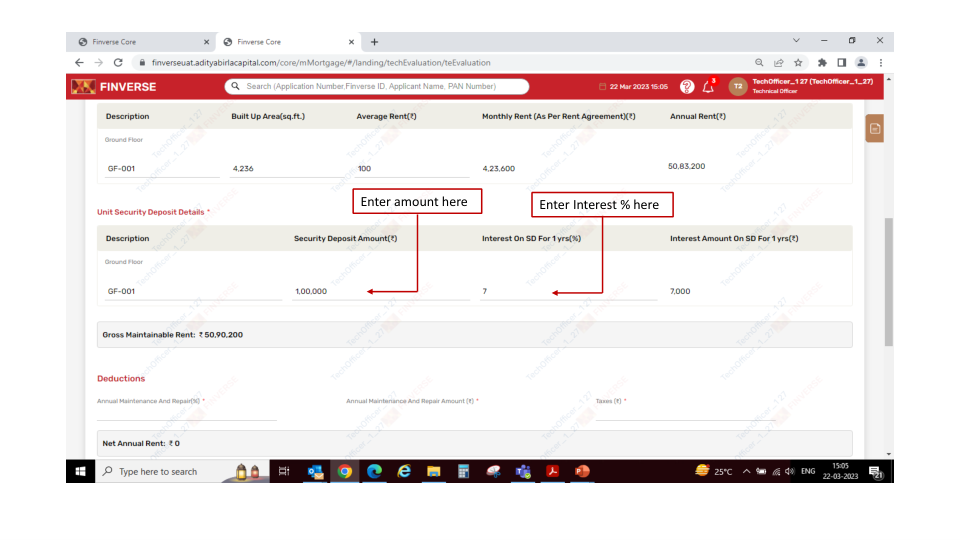 Finverse Core
Finverse Core
finverseuat.adityabirlacapital.com/core/mMortgage/#/landing/techEvaluation/teEvaluation
FINVERSE
Search (Application Number,Finverse ID, Applicant Name, PAN Number)
22 Mar 2023 15:05
3
T2
TechOfficer_1 27 (TechOfficer_1_27)
Technical Officer
Description Built Up Area(sq.ft.) Average Rent(₹) Monthly Rent (As Per Rent Agreement)(₹) Annual Rent(₹)
Ground Floor
GF-001 4,236 100 4,23,600 50,83,200
Enter amount here
Enter Interest % here
Unit Security Deposit Details *
Description Security Deposit Amount(₹) Interest On SD For 1 yrs(%) Interest Amount On SD For 1 yrs(₹)
Ground Floor
GF-001 1,00,000 7 7,000
Gross Maintainable Rent: ₹ 50,90,200
Deductions
Annual Maintenance And Repair(%) * Annual Maintenance And Repair Amount (₹) * Taxes (₹) *
Net Annual Rent: ₹ 0
Type here to search
25°C
ENG
15:05
22-03-2023
21